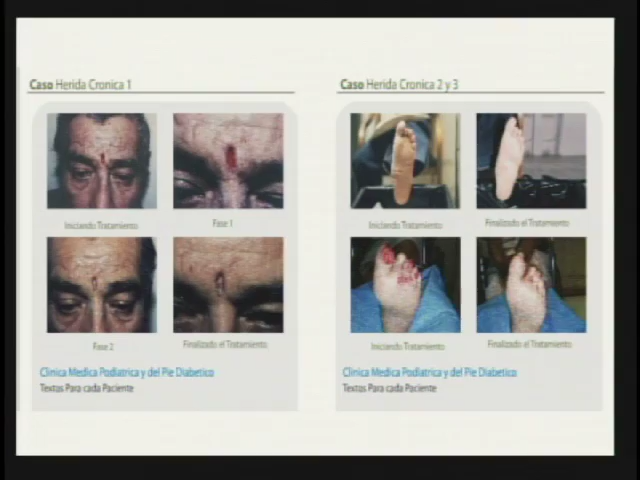 Caso Herida Cronica 1
Iniciando Tratamiento
Fase 1
Fase 2
Finalizado el Tratamiento
Clinica Medica Podiatrica y del Pie Diabetico
Textos Para cada Paciente
Caso Herida Cronica 2 y 3
Iniciando Tratamiento
Finalizado el Tratamiento
Iniciando Tratamiento
Finalizado el Tratamiento
Clinica Medica Podiatrica y del Pie Diabetico
Textos Para cada Paciente